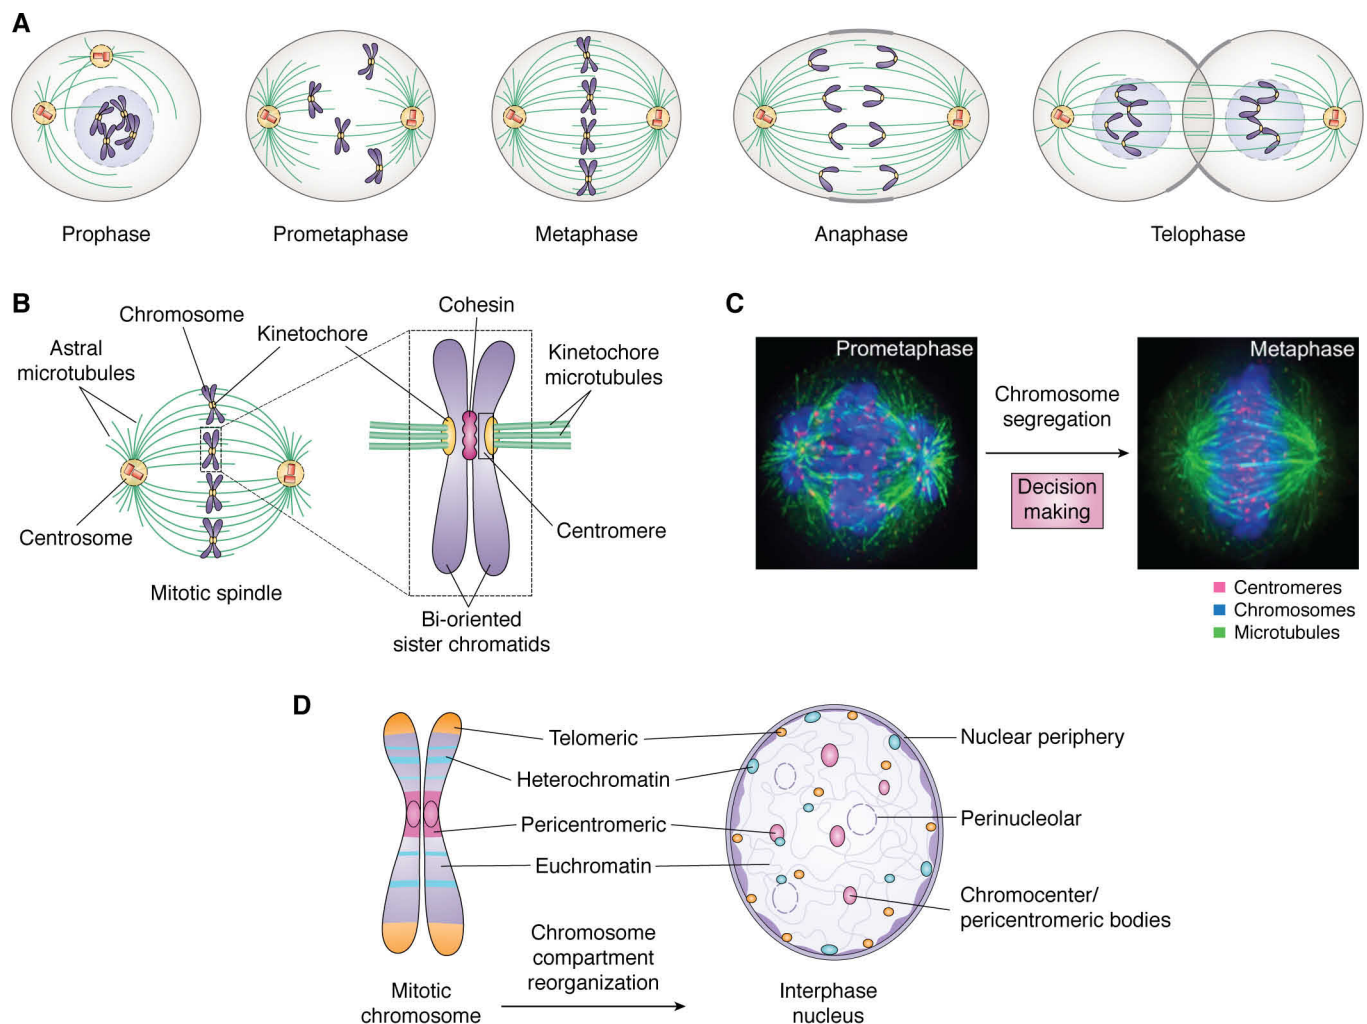 A
Prophase
Prometaphase
Metaphase
Anaphase
Telophase
B
Chromosome
Kinetochore
Astral
microtubules
Centrosome
Mitotic spindle
Cohesin
Kinetochore
microtubules
Centromere
Bi-oriented
sister chromatids
C
Prometaphase
Chromosome
segregation
Decision
making
Metaphase
Centromeres
Chromosomes
Microtubules
D
Telomeric
Heterochromatin
Pericentromeric
Euchromatin
Chromosome
compartment
reorganization
Mitotic
chromosome
Nuclear periphery
Perinucleolar
Chromocenter/
pericentromeric bodies
Interphase
nucleus